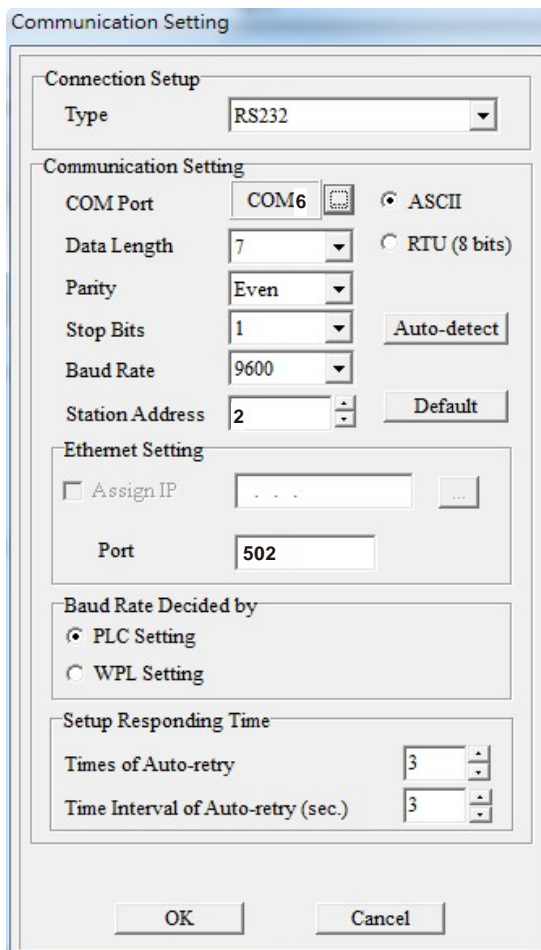 Communication Setting
Connection Setup
Type RS232
Communication Setting
COM Port COM6 ASCII
Data Length 7 RTU (8 bits)
Parity Even
Stop Bits 1 Auto-detect
Baud Rate 9600
Station Address 2 Default
Ethernet Setting
Assign IP . . . ...
Port 502
Baud Rate Decided by
PLC Setting
WPL Setting
Setup Responding Time
Times of Auto-retry 3
Time Interval of Auto-retry (sec.) 3
OK Cancel